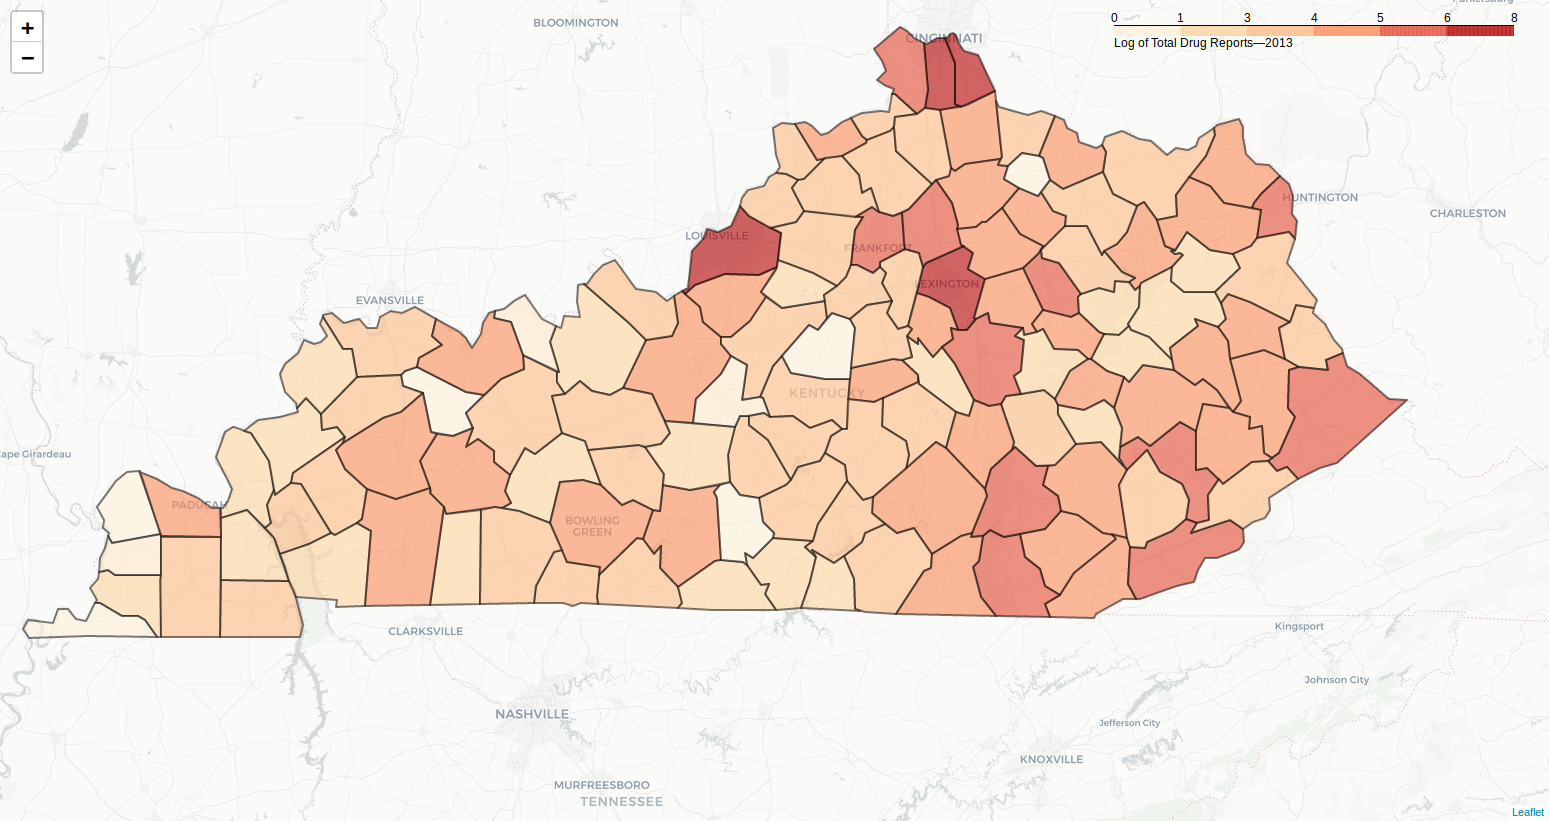 +
−
0 1 3 4 5 6 8
Log of Total Drug Reports—2013
BLOOMINGTON
CINCINNATI
HUNTINGTON
CHARLESTON
LOUISVILLE
FRANKFORT
LEXINGTON
EVANSVILLE
KENTUCKY
Cape Girardeau
PADUCAH
BOWLING
GREEN
CLARKSVILLE
Kingsport
Johnson City
NASHVILLE
Jefferson City
KNOXVILLE
MURFREESBORO
TENNESSEE
Leaflet